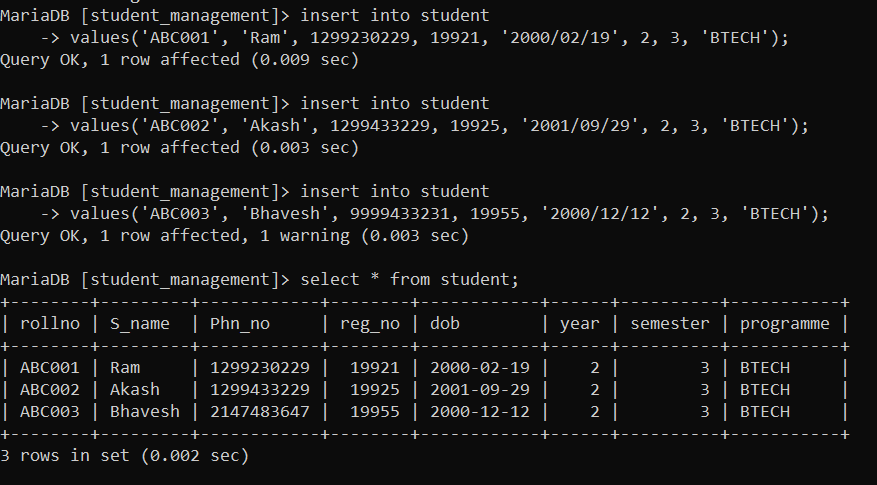 MariaDB [student_management]> insert into student
    -> values('ABC001', 'Ram', 1299230229, 19921, '2000/02/19', 2, 3, 'BTECH');
Query OK, 1 row affected (0.009 sec)
MariaDB [student_management]> insert into student
    -> values('ABC002', 'Akash', 1299433229, 19925, '2001/09/29', 2, 3, 'BTECH');
Query OK, 1 row affected (0.003 sec)
MariaDB [student_management]> insert into student
    -> values('ABC003', 'Bhavesh', 9999433231, 19955, '2000/12/12', 2, 3, 'BTECH');
Query OK, 1 row affected, 1 warning (0.003 sec)
MariaDB [student_management]> select * from student;
+--------+---------+------------+--------+------------+------+----------+-----------+
| rollno | S_name  | Phn_no     | reg_no | dob        | year | semester | programme |
+--------+---------+------------+--------+------------+------+----------+-----------+
| ABC001 | Ram     | 1299230229 |  19921 | 2000-02-19 |    2 |        3 | BTECH     |
| ABC002 | Akash   | 1299433229 |  19925 | 2001-09-29 |    2 |        3 | BTECH     |
| ABC003 | Bhavesh | 2147483647 |  19955 | 2000-12-12 |    2 |        3 | BTECH     |
+--------+---------+------------+--------+------------+------+----------+-----------+
3 rows in set (0.002 sec)